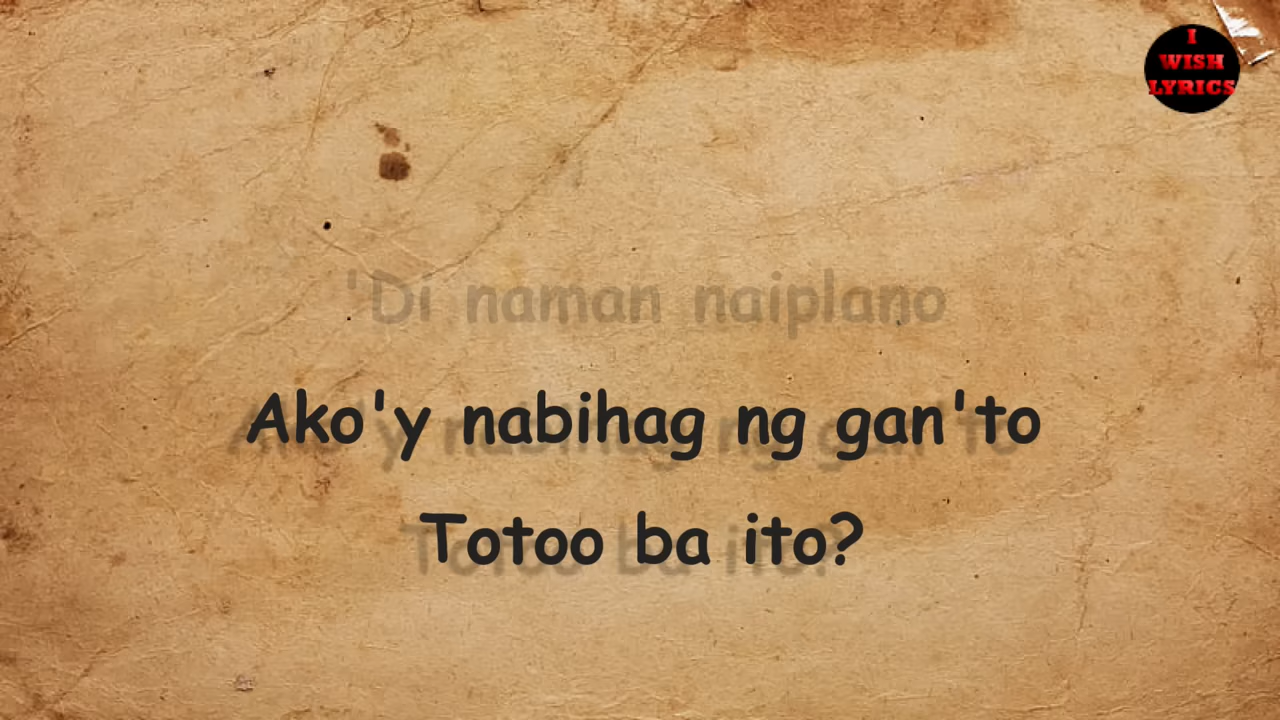 I
WISH
LYRICS
'Di naman naiplano
Ako'y nabihag ng gan'to
Totoo ba ito?